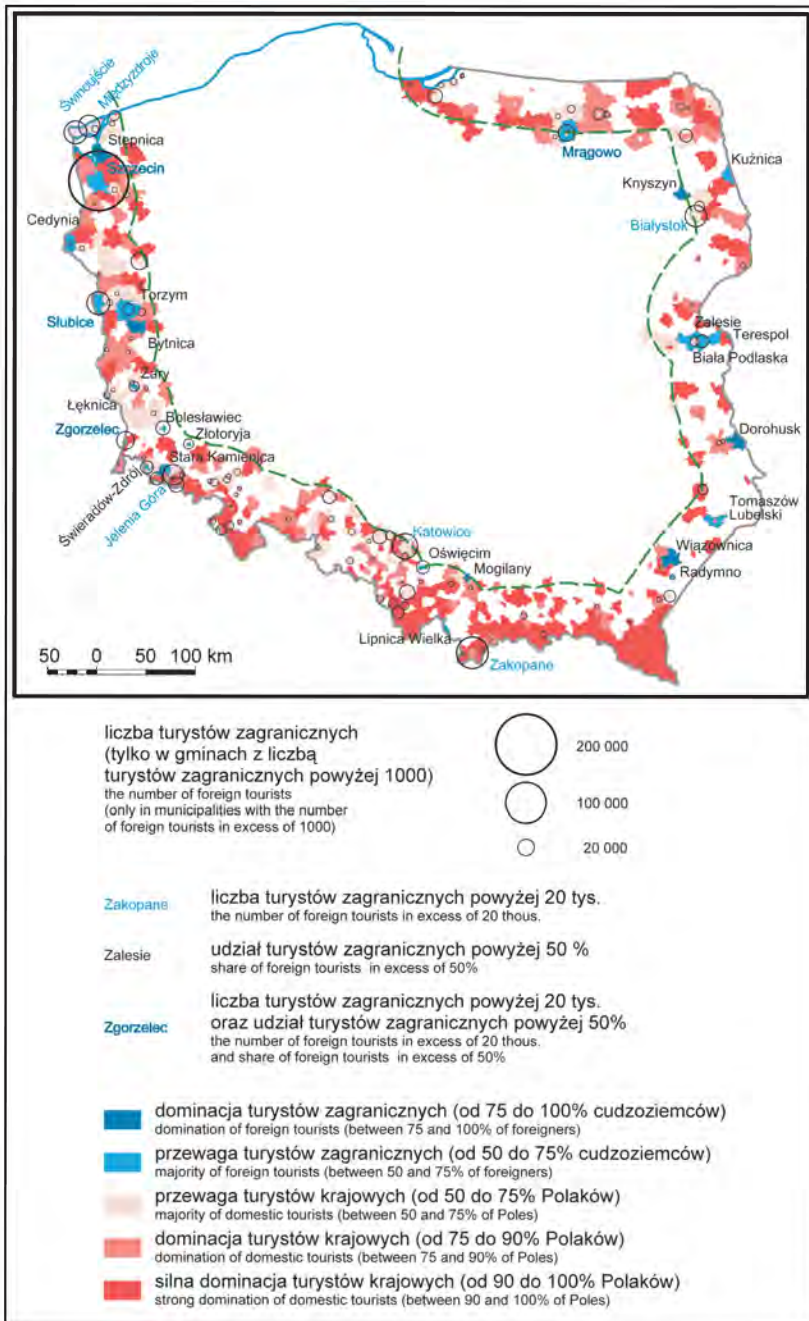 Świnoujście
Międzyzdroje
Stepnica
Szczecin
Mrągowo
Kuźnica
Knyszyn
Białystok
Cedynia
Torzym
Słubice
Bytnica
Zalesie
Terespol
Biała Podlaska
Żary
Łęknica
Bolesławiec
Zgorzelec
Złotoryja
Dorohusk
Stara Kamienica
Świeradów-Zdrój
Jelenia Góra
Tomaszów
Lubelski
Katowice
Oświęcim
Wiązownica
Mogilany
Radymno
Lipnica Wielka
Zakopane
50 0 50 100 km
liczba turystów zagranicznych
(tylko w gminach z liczbą
turystów zagranicznych powyżej 1000)
the number of foreign tourists
(only in municipalities with the number
of foreign tourists in excess of 1000)
200 000
100 000
20 000
Zakopane
liczba turystów zagranicznych powyżej 20 tys.
the number of foreign tourists in excess of 20 thous.
Zalesie
udział turystów zagranicznych powyżej 50 %
share of foreign tourists in excess of 50%
Zgorzelec
liczba turystów zagranicznych powyżej 20 tys.
oraz udział turystów zagranicznych powyżej 50%
the number of foreign tourists in excess of 20 thous.
and share of foreign tourists in excess of 50%
dominacja turystów zagranicznych (od 75 do 100% cudzoziemców)
domination of foreign tourists (between 75 and 100% of foreigners)
przewaga turystów zagranicznych (od 50 do 75% cudzoziemców)
majority of foreign tourists (between 50 and 75% of foreigners)
przewaga turystów krajowych (od 50 do 75% Polaków)
majority of domestic tourists (between 50 and 75% of Poles)
dominacja turystów krajowych (od 75 do 90% Polaków)
domination of domestic tourists (between 75 and 90% of Poles)
silna dominacja turystów krajowych (od 90 do 100% Polaków)
strong domination of domestic tourists (between 90 and 100% of Poles)